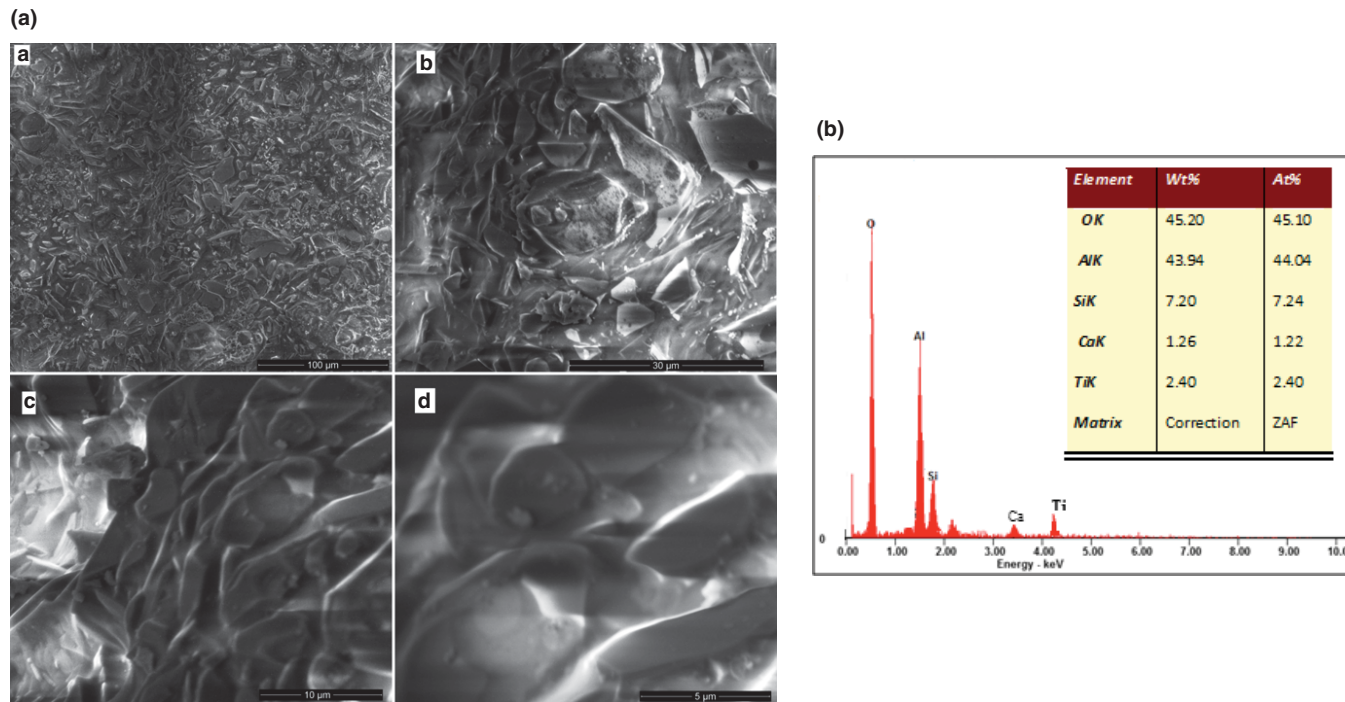 (a)
a
b
100 µm
30 µm
c
d
10 µm
5 µm
(b)
Element Wt% At%
OK 45.20 45.10
AlK 43.94 44.04
SiK 7.20 7.24
CaK 1.26 1.22
TiK 2.40 2.40
Matrix Correction ZAF
O
Al
Si
Ca
Ti
0
0.00 1.00 2.00 3.00 4.00 5.00 6.00 7.00 8.00 9.00 10.0
Energy - keV